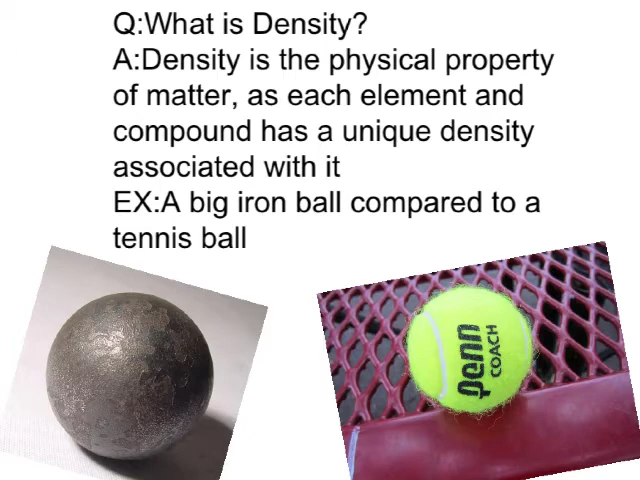 Q:What is Density?
A:Density is the physical property
of matter, as each element and
compound has a unique density
associated with it
EX:A big iron ball compared to a
tennis ball
Penn
COACH